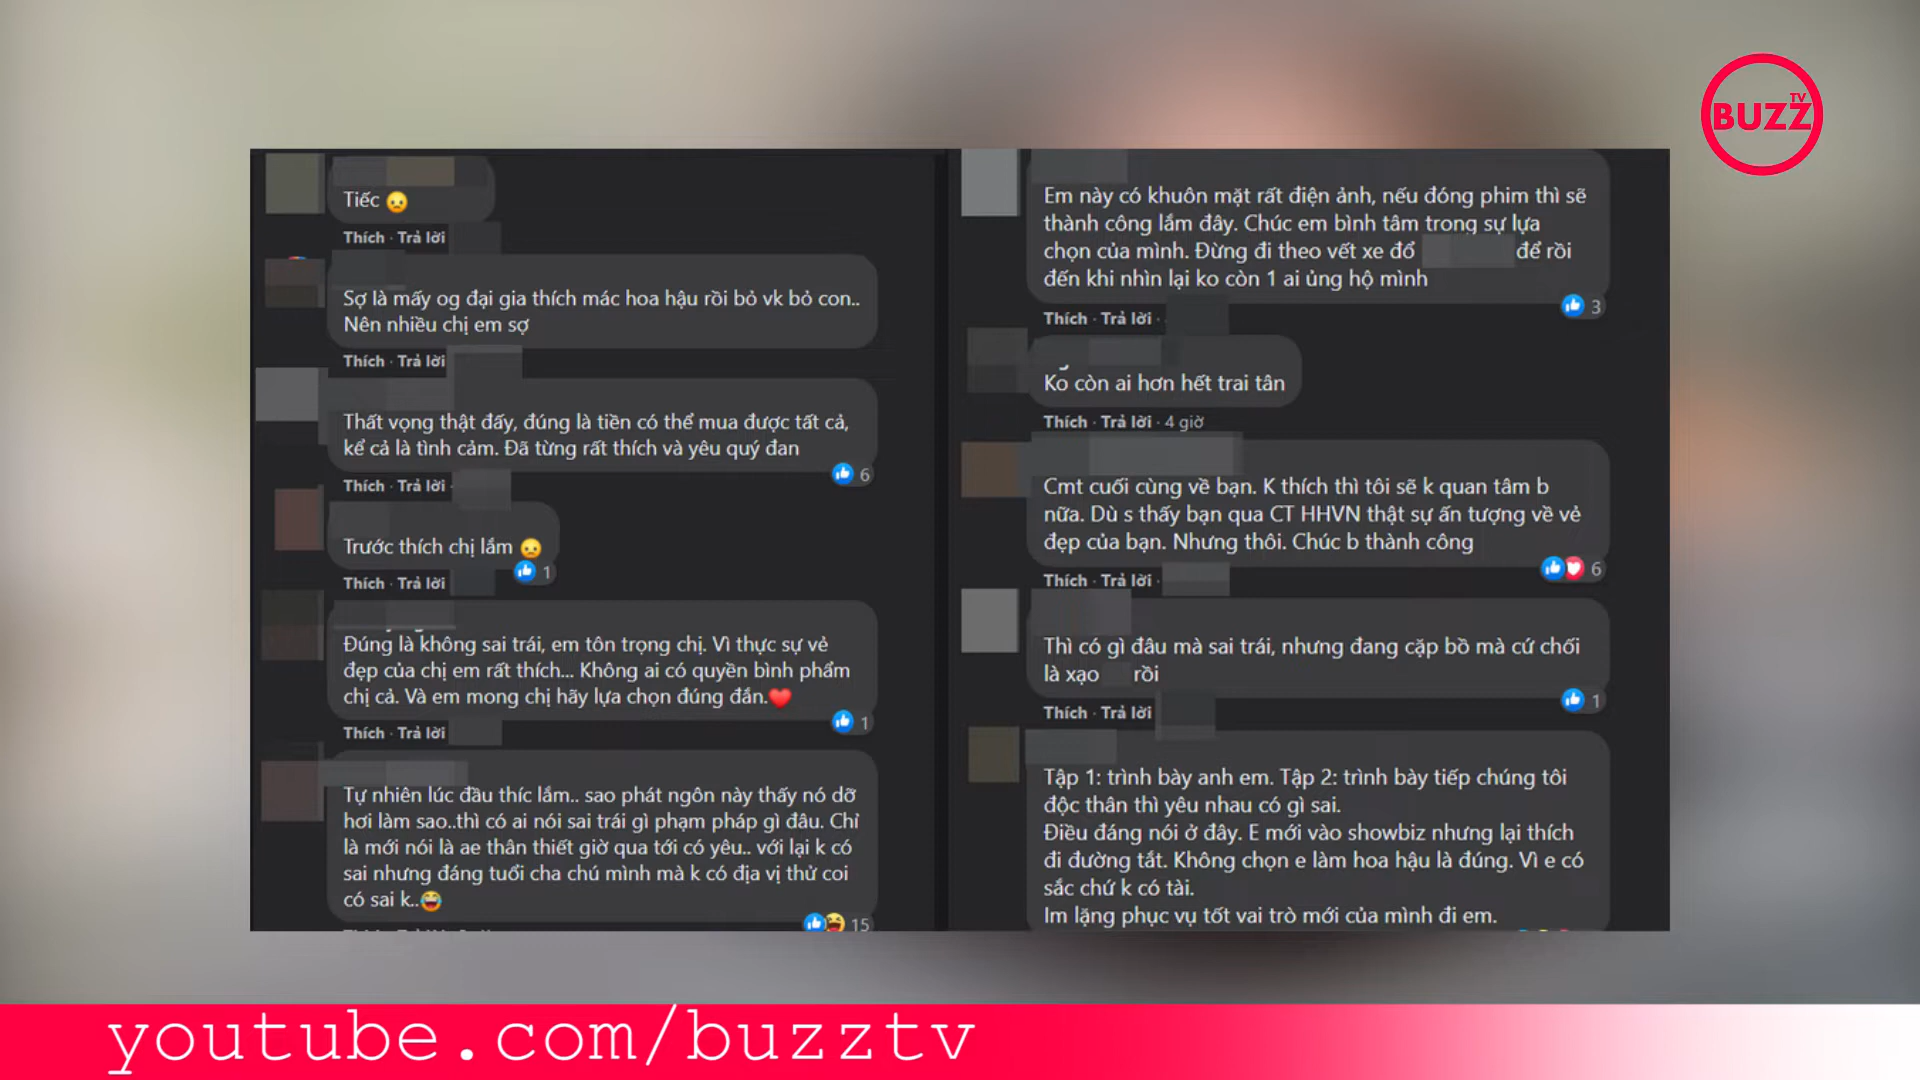 BUZZ TV
Tiếc 😞
Thích · Trả lời
Sợ là mấy og đại gia thích mác hoa hậu rồi bỏ vk bỏ con..
Nên nhiều chị em sợ
Thích · Trả lời
Thất vọng thật đấy, đúng là tiền có thể mua được tất cả,
kể cả là tình cảm. Đã từng rất thích và yêu quý đan
6
Thích · Trả lời ·
Trước thích chị lắm 😞
1
Thích · Trả lời
Đúng là không sai trái, em tôn trọng chị. Vì thực sự vẻ
đẹp của chị em rất thích... Không ai có quyền bình phẩm
chị cả. Và em mong chị hãy lựa chọn đúng đắn.❤️
1
Thích · Trả lời
Tự nhiên lúc đầu thíc lắm.. sao phát ngôn này thấy nó dỡ
hơi làm sao..thì có ai nói sai trái gì phạm pháp gì đâu. Chỉ
là mới nói là ae thân thiết giờ qua tới có yêu.. với lại k có
sai nhưng đáng tuổi cha chú mình mà k có địa vị thử coi
có sai k..😂
15
Em này có khuôn mặt rất điện ảnh, nếu đóng phim thì sẽ
thành công lắm đây. Chúc em bình tâm trong sự lựa
chọn của mình. Đừng đi theo vết xe đổ để rồi
đến khi nhìn lại ko còn 1 ai ủng hộ mình
3
Thích · Trả lời ·
Ko còn ai hơn hết trai tân
Thích · Trả lời · 4 giờ
Cmt cuối cùng về bạn. K thích thì tôi sẽ k quan tâm b
nữa. Dù s thấy bạn qua CT HHVN thật sự ấn tượng về vẻ
đẹp của bạn. Nhưng thôi. Chúc b thành công
6
Thích · Trả lời ·
Thì có gì đâu mà sai trái, nhưng đang cặp bồ mà cứ chối
là xạo rồi
1
Thích · Trả lời
Tập 1: trình bày anh em. Tập 2: trình bày tiếp chúng tôi
độc thân thì yêu nhau có gì sai.
Điều đáng nói ở đây. E mới vào showbiz nhưng lại thích
đi đường tắt. Không chọn e làm hoa hậu là đúng. Vì e có
sắc chứ k có tài.
Im lặng phục vụ tốt vai trò mới của mình đi em.
youtube.com/buzztv